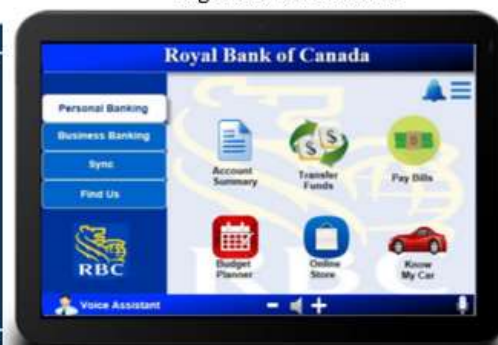 Royal Bank of Canada
Personal Banking
Business Banking
Sync
Find Us
RBC
Account
Summary
Transfer
Funds
Pay Bills
Budget
Planner
Online
Store
Know
My Car
Voice Assistant
RBC